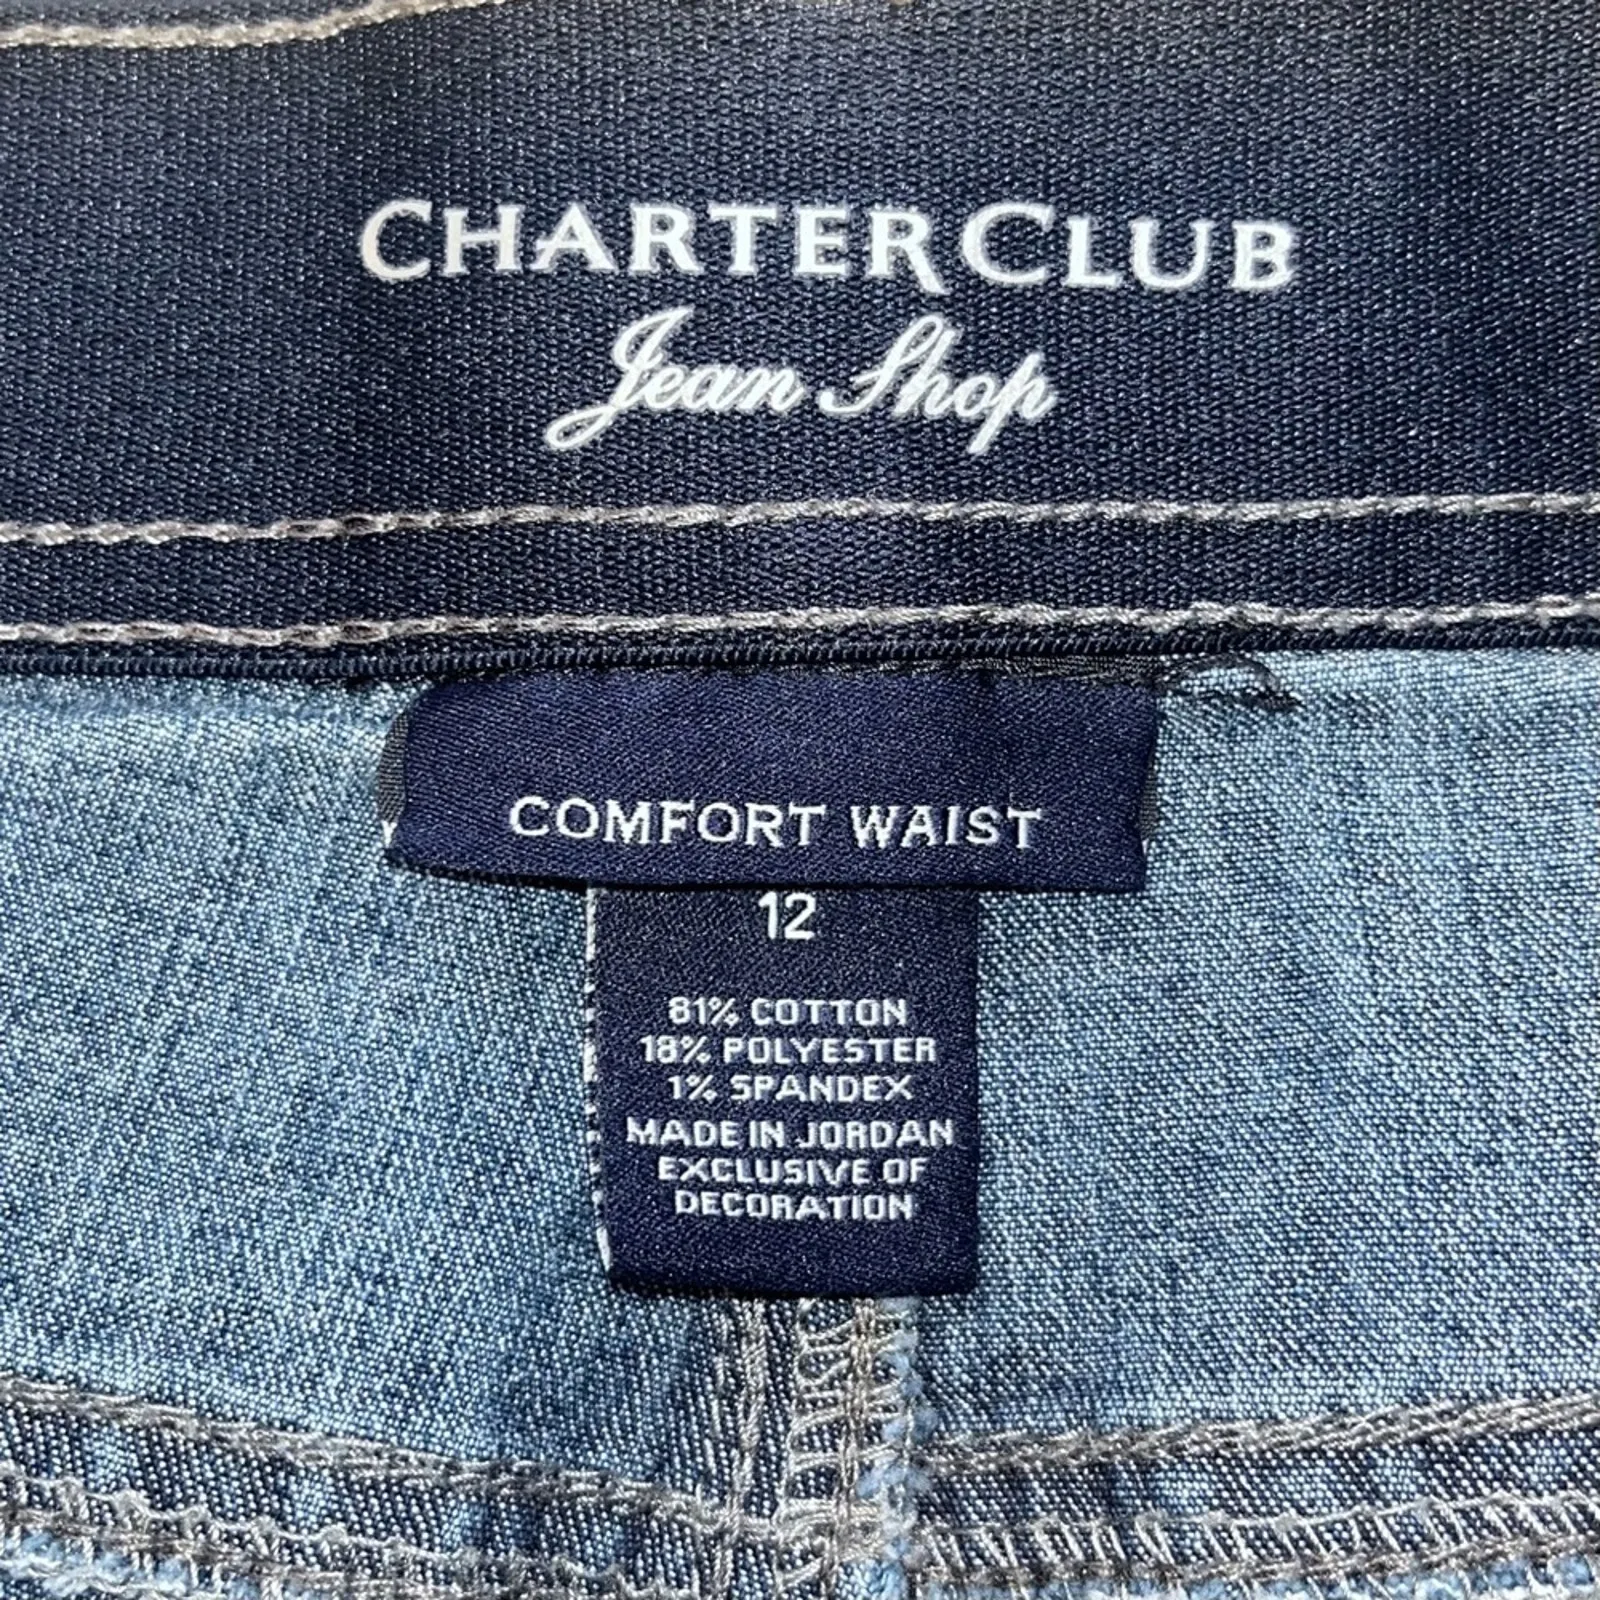 CHARTER CLUB
Jean Shop
COMFORT WAIST
12
81% COTTON
18% POLYESTER
1% SPANDEX
MADE IN JORDAN
EXCLUSIVE OF
DECORATION